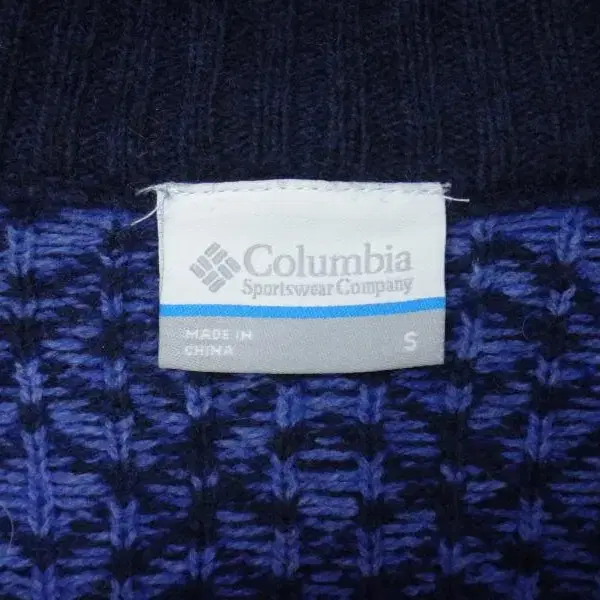 Columbia
Sportswear Company
MADE IN
CHINA
S